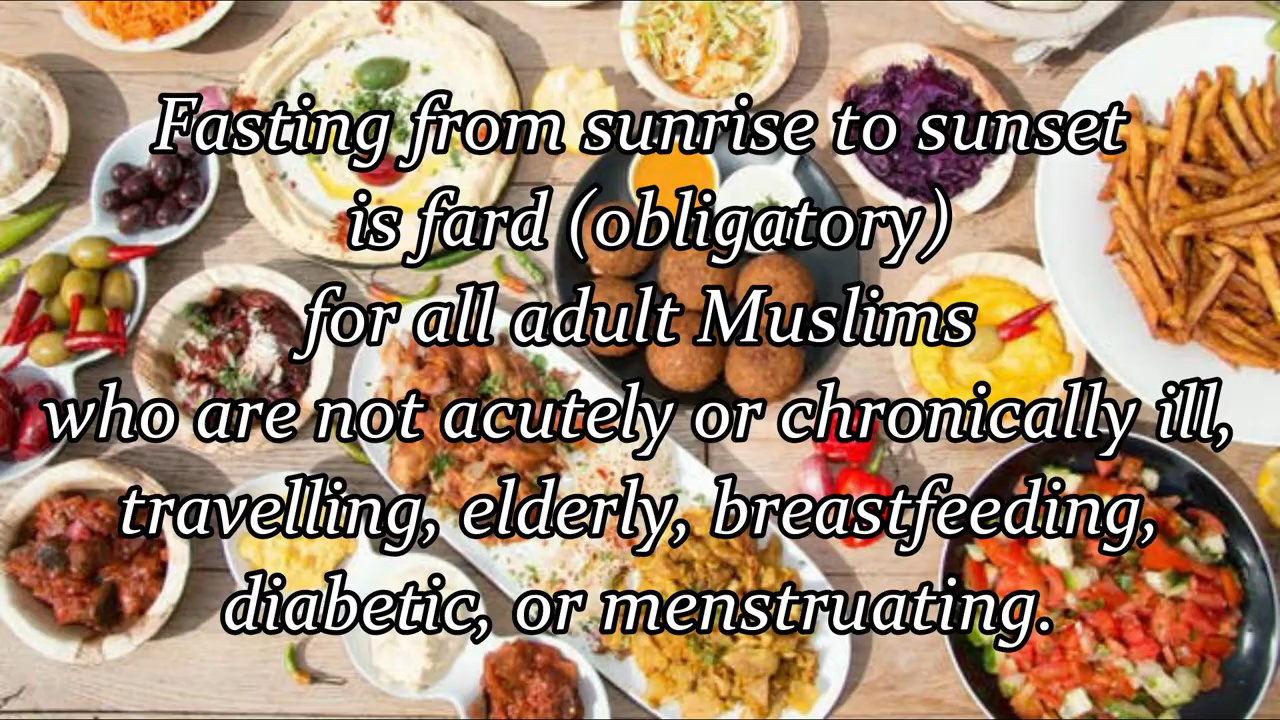 Fasting from sunrise to sunset
is fard (obligatory)
for all adult Muslims
who are not acutely or chronically ill,
travelling, elderly, breastfeeding,
diabetic, or menstruating.